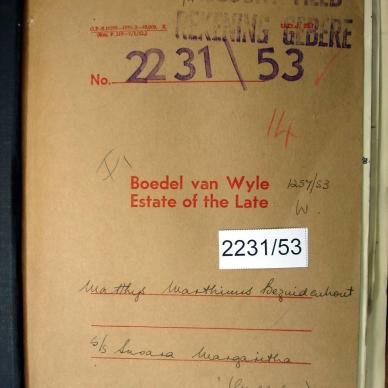 REKENING GEBERE
No. 2231/53
14
Boedel van Wyle 1257/53
Estate of the Late W.
2231/53
Matthys Marthinus Bezuidenhout
s/s Susara Margaritha